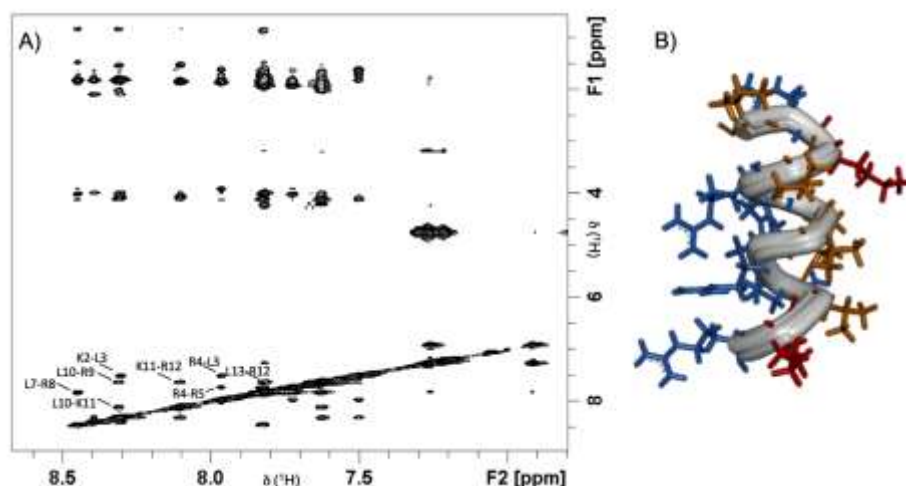 A)
B)
F1 [ppm]
4
δ (¹H)
6
8
K2-L3
L10-R9
K11-R12
R4-L3
L13-R12
L7-R8
R4-R5
L10-K11
8.5
8.0
7.5
δ (¹H)
F2 [ppm]